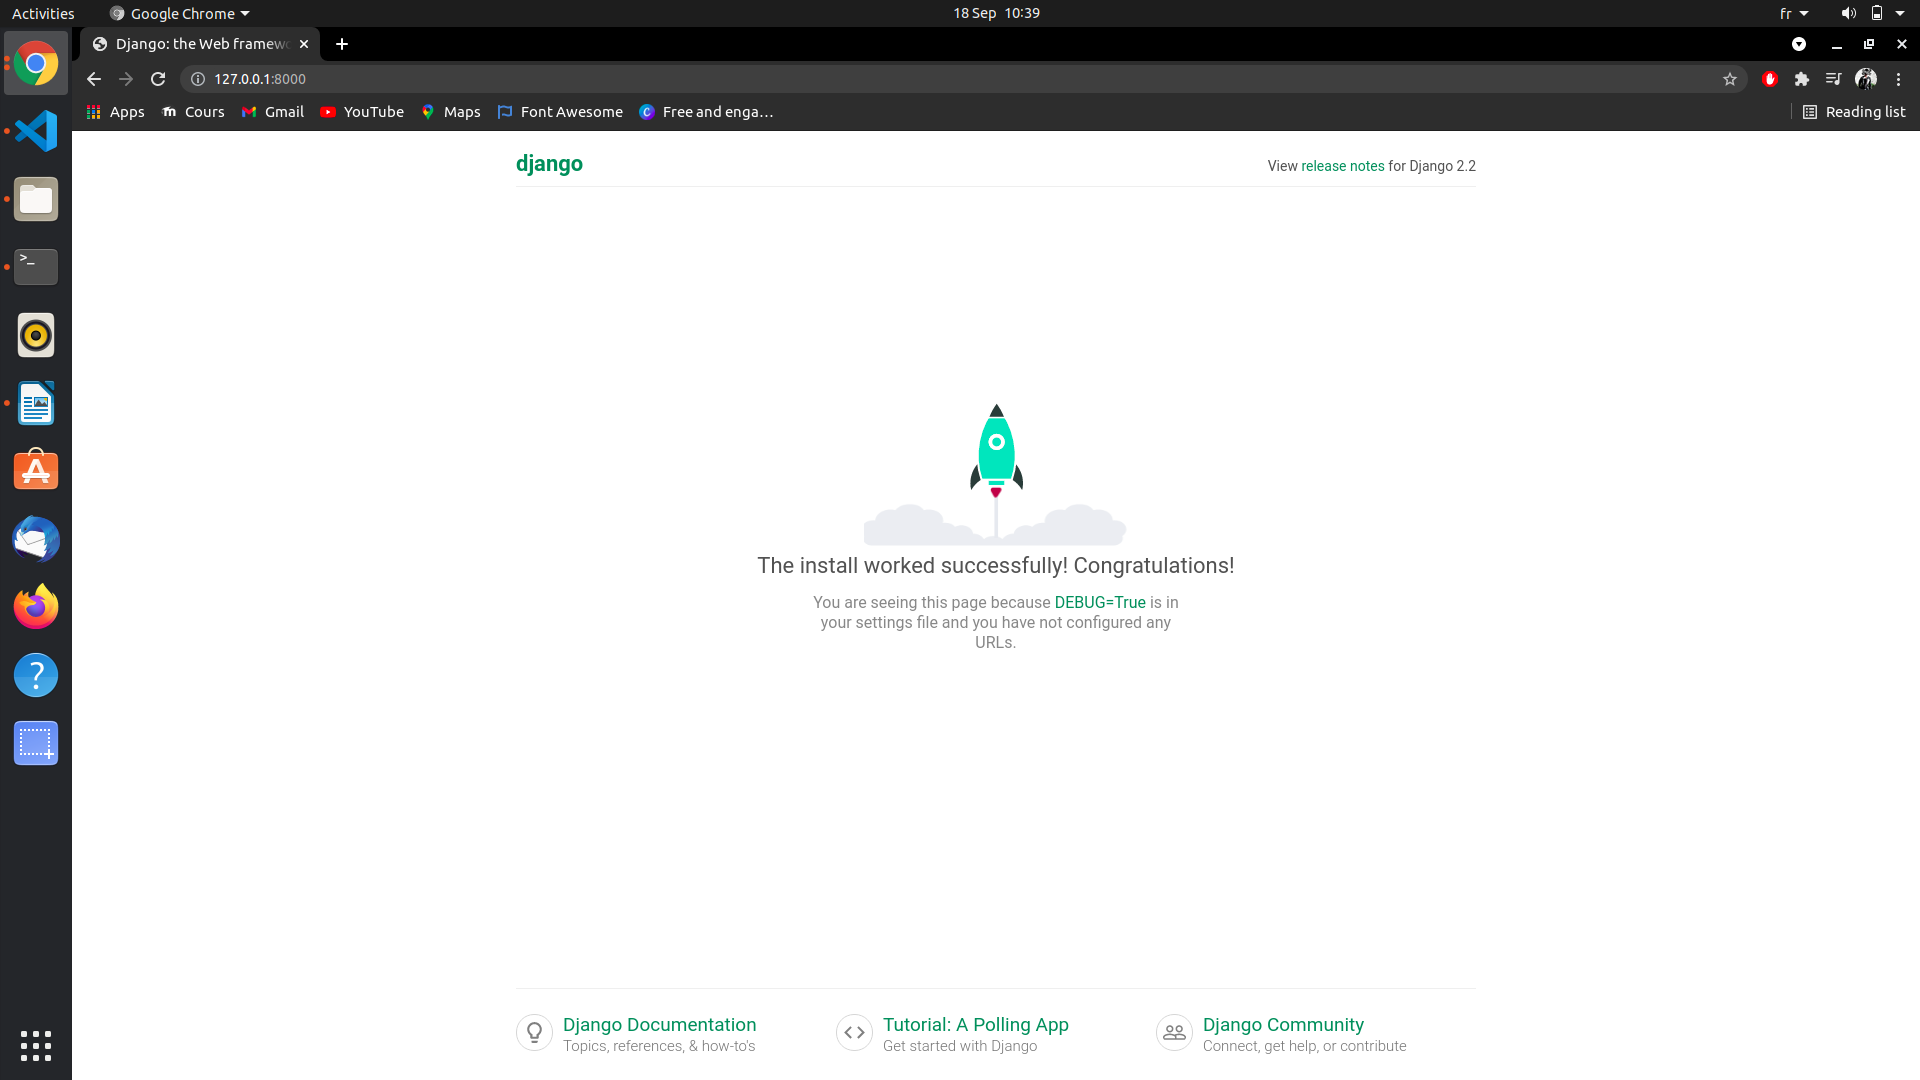 Activities
Google Chrome
18 Sep 10:39
fr
Django: the Web framewo
127.0.0.1:8000
Apps
Cours
Gmail
YouTube
Maps
Font Awesome
Free and enga...
Reading list
django
View release notes for Django 2.2
The install worked successfully! Congratulations!
You are seeing this page because DEBUG=True is in
your settings file and you have not configured any
URLs.
Django Documentation
Topics, references, & how-to's
Tutorial: A Polling App
Get started with Django
Django Community
Connect, get help, or contribute